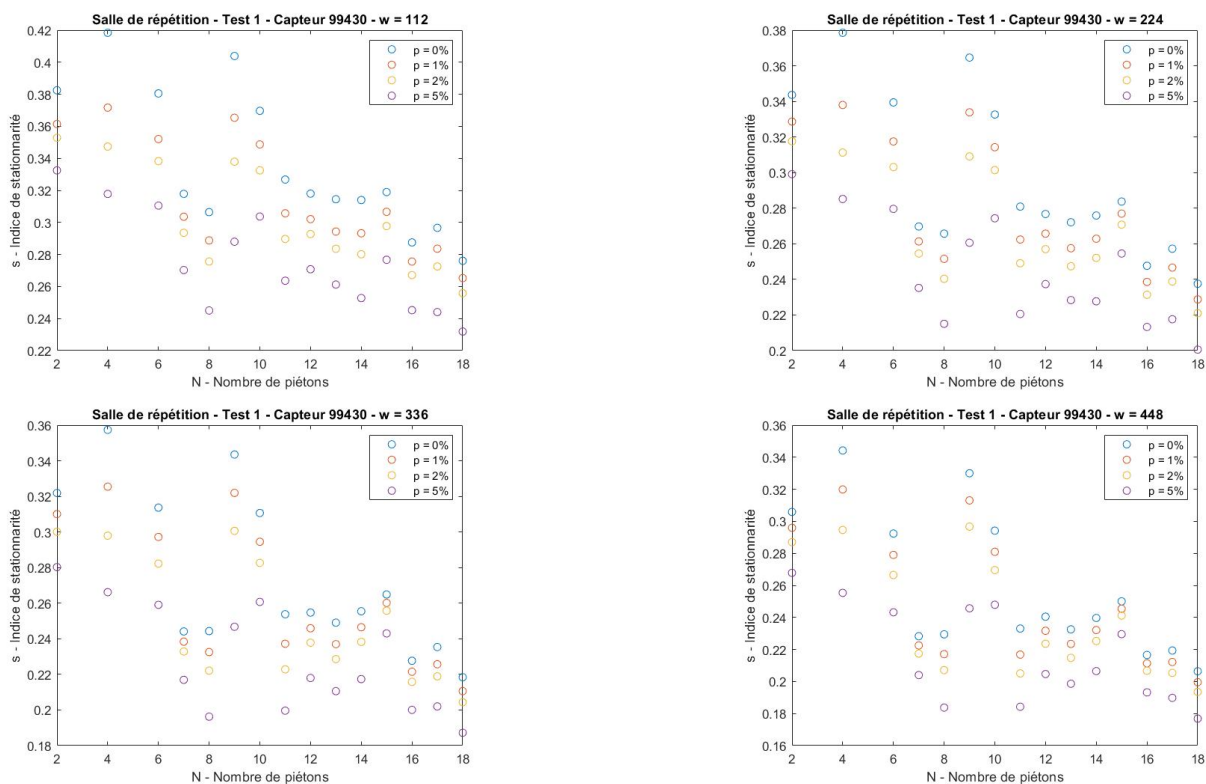 Salle de répétition - Test 1 - Capteur 99430 - w = 112
0.42
0.4
0.38
0.36
0.34
0.32
0.3
0.28
0.26
0.24
0.22
s - Indice de stationnarité
p = 0%
p = 1%
p = 2%
p = 5%
2 4 6 8 10 12 14 16 18
N - Nombre de piétons
Salle de répétition - Test 1 - Capteur 99430 - w = 224
0.38
0.36
0.34
0.32
0.3
0.28
0.26
0.24
0.22
0.2
s - Indice de stationnarité
p = 0%
p = 1%
p = 2%
p = 5%
2 4 6 8 10 12 14 16 18
N - Nombre de piétons
Salle de répétition - Test 1 - Capteur 99430 - w = 336
0.36
0.34
0.32
0.3
0.28
0.26
0.24
0.22
0.2
0.18
s - Indice de stationnarité
p = 0%
p = 1%
p = 2%
p = 5%
2 4 6 8 10 12 14 16 18
N - Nombre de piétons
Salle de répétition - Test 1 - Capteur 99430 - w = 448
0.36
0.34
0.32
0.3
0.28
0.26
0.24
0.22
0.2
0.18
0.16
s - Indice de stationnarité
p = 0%
p = 1%
p = 2%
p = 5%
2 4 6 8 10 12 14 16 18
N - Nombre de piétons